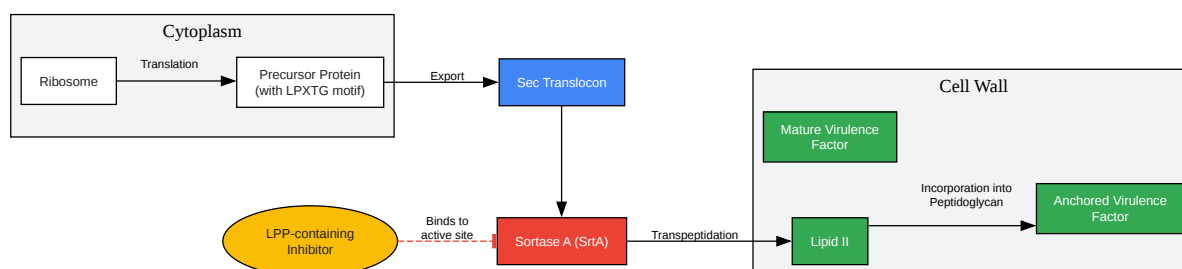 Cytoplasm
Ribosome
Translation
Precursor Protein
(with LPXTG motif)
Export
Sec Translocon
Cell Wall
Mature Virulence
Factor
LPP-containing
Inhibitor
Binds to
active site
Sortase A (SrtA)
Transpeptidation
Lipid II
Incorporation into
Peptidoglycan
Anchored Virulence
Factor